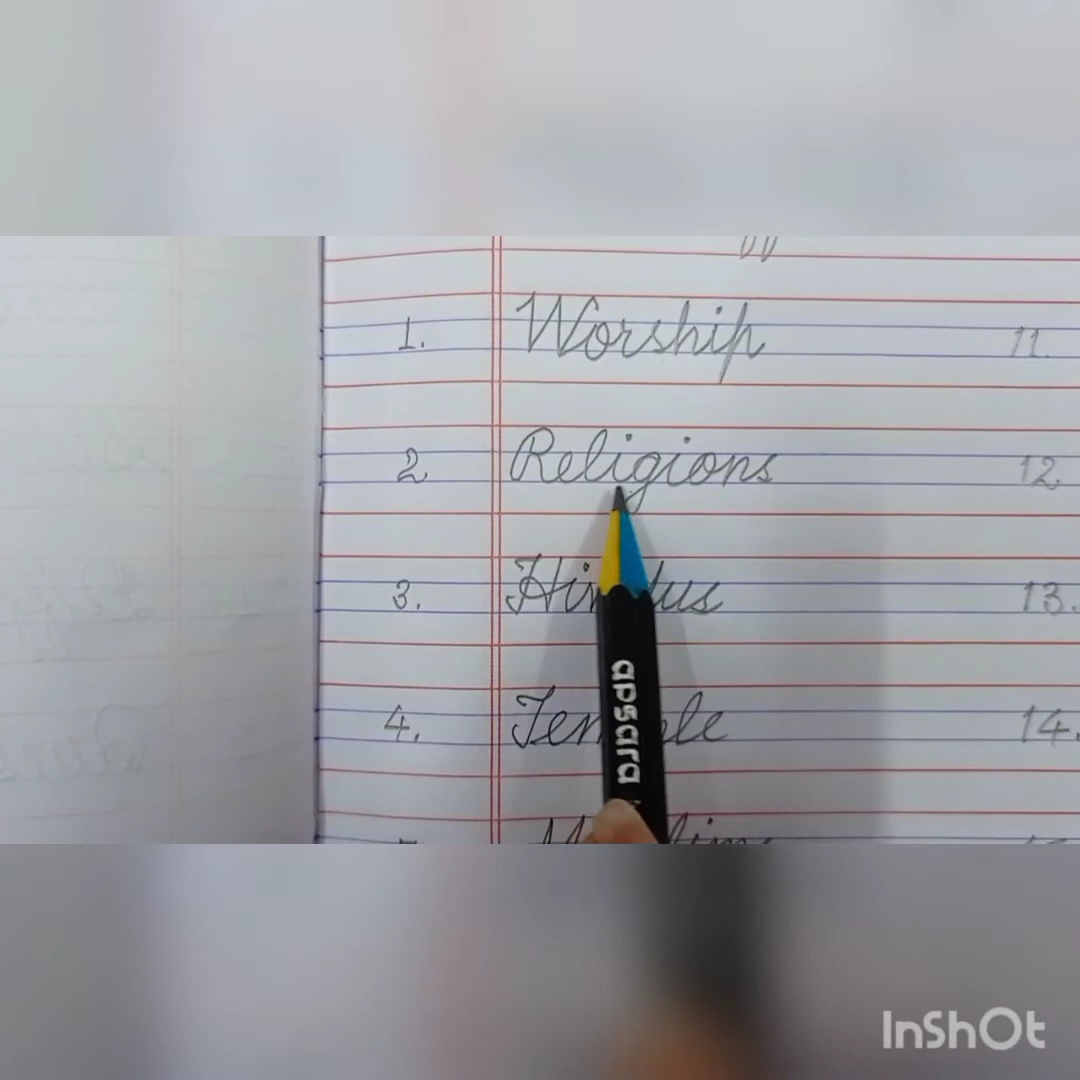 1. Worship 11.
2 Religions 12.
3. 13.
4. 14.
apsara
InShOt